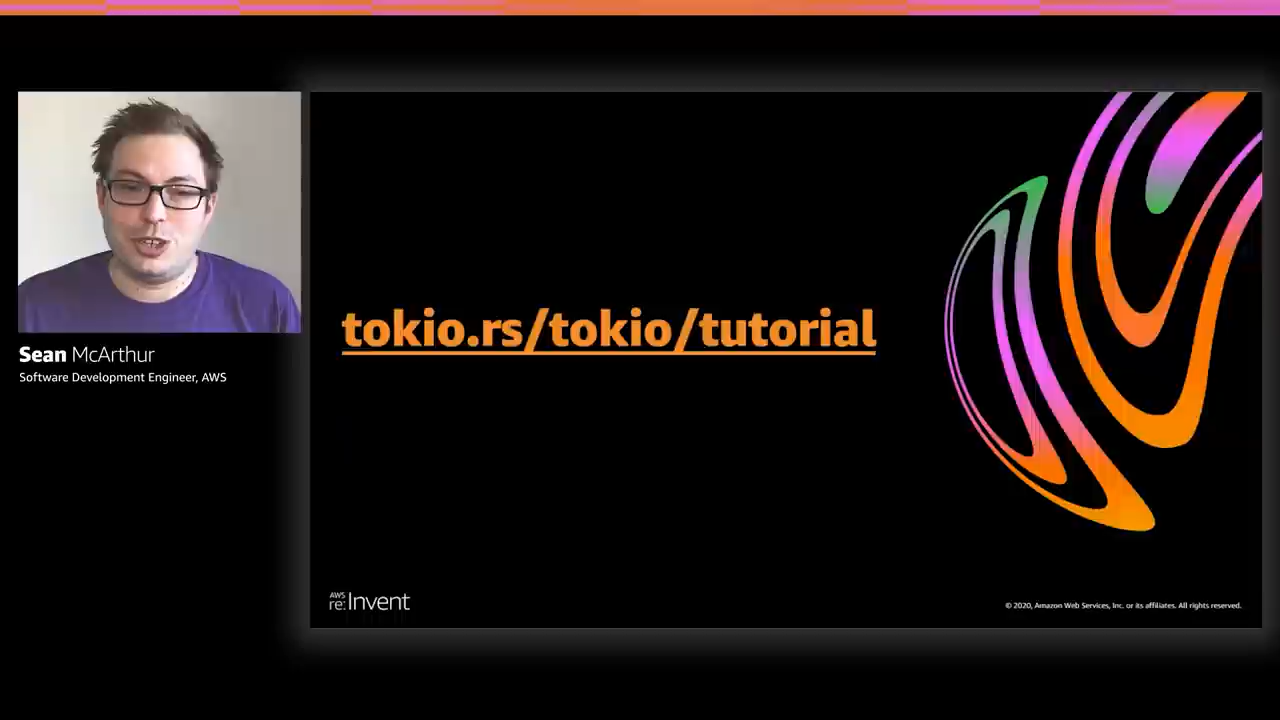 Sean McArthur
Software Development Engineer, AWS
tokio.rs/tokio/tutorial
AWS
re:Invent
© 2020, Amazon Web Services, Inc. or its affiliates. All rights reserved.